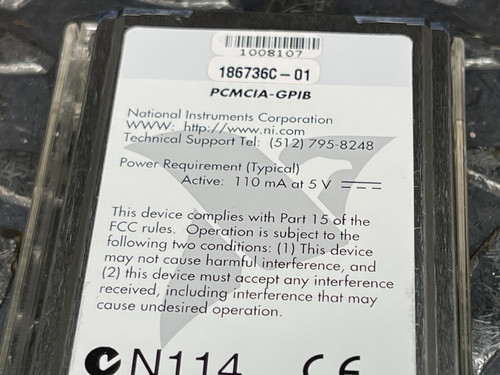 1008107
186736C-01
PCMCIA-GPIB
National Instruments Corporation
WWW: http://www.ni.com
Technical Support Tel: (512) 795-8248
Power Requirement (Typical)
Active: 110 mA at 5 V
This device complies with Part 15 of the
FCC rules. Operation is subject to the
following two conditions: (1) This device
may not cause harmful interference, and
(2) this device must accept any interference
received, including interference that may
cause undesired operation.
N114 CE